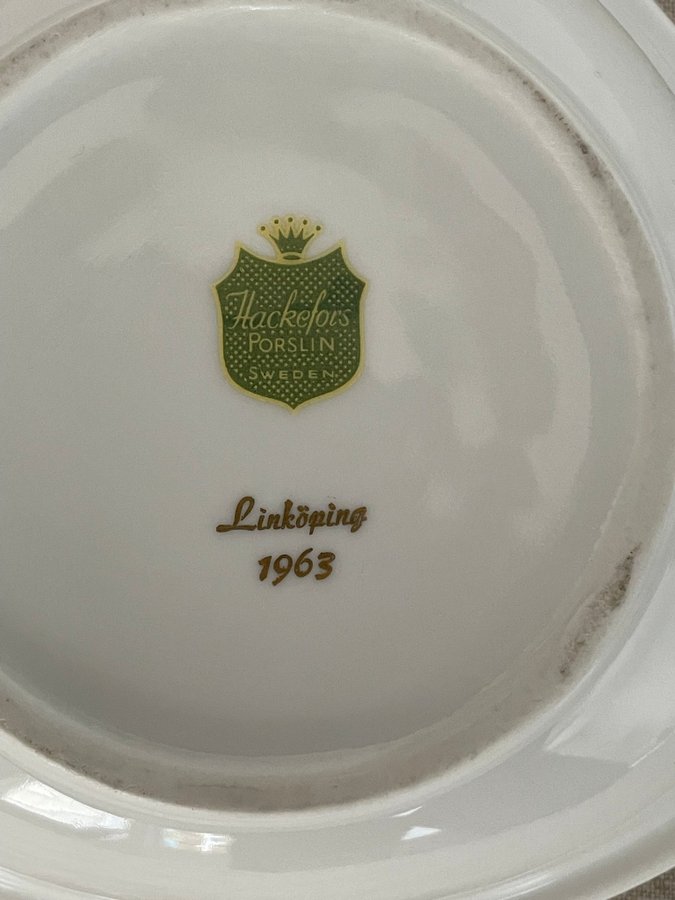 Hackefors
PORSLIN
SWEDEN
Linköping
1963